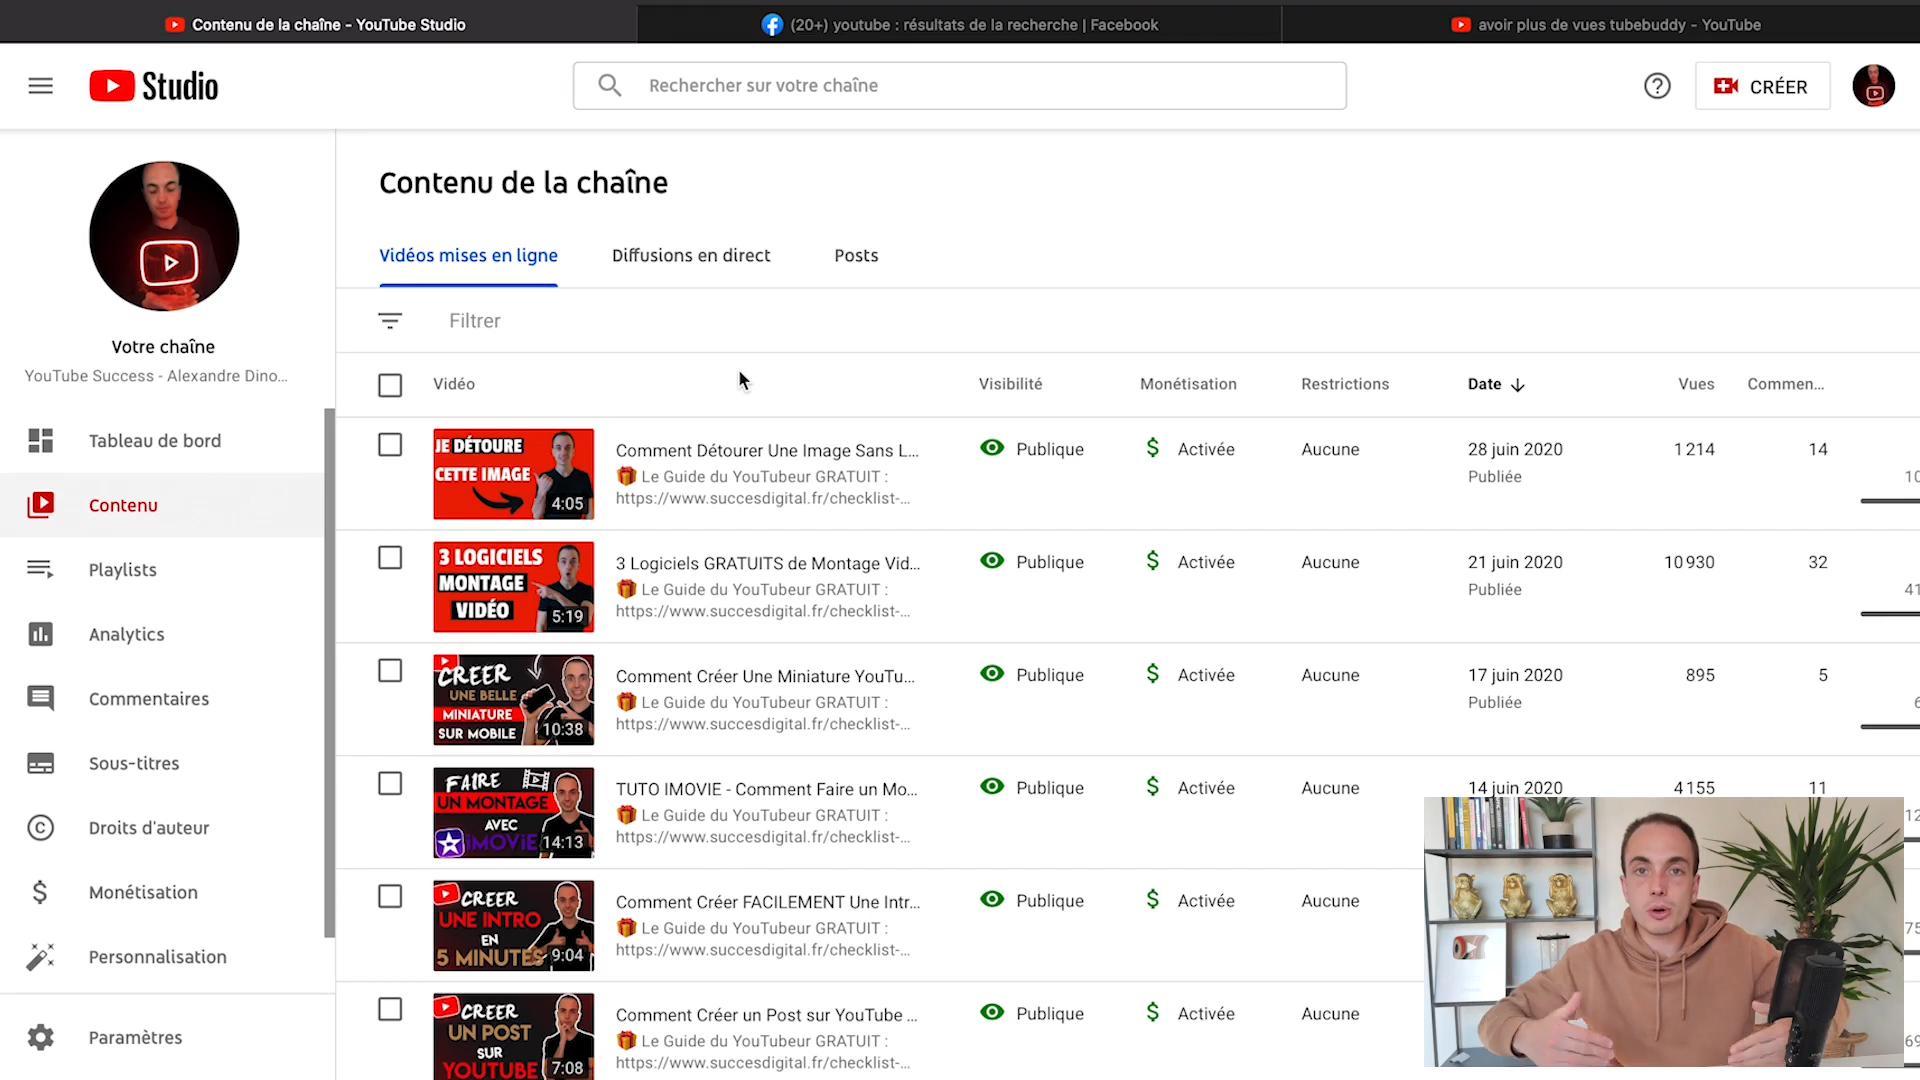 Contenu de la chaîne - YouTube Studio
(20+) youtube : résultats de la recherche | Facebook
avoir plus de vues tubebuddy - YouTube
Studio
Rechercher sur votre chaîne
CRÉER
Votre chaîne
YouTube Success - Alexandre Dino...
Tableau de bord
Contenu
Playlists
Analytics
Commentaires
Sous-titres
Droits d'auteur
Monétisation
Personnalisation
Paramètres
Contenu de la chaîne
Vidéos mises en ligne
Diffusions en direct
Posts
Filtrer
Vidéo
Visibilité
Monétisation
Restrictions
Date
Vues
Commen...
JE DÉTOURE
CETTE IMAGE
4:05
Comment Détourer Une Image Sans L...
Le Guide du YouTubeur GRATUIT :
https://www.succesdigital.fr/checklist-...
Publique
Activée
Aucune
28 juin 2020
Publiée
1 214
14
10
3 LOGICIELS
MONTAGE
VIDÉO
5:19
3 Logiciels GRATUITS de Montage Vid...
Le Guide du YouTubeur GRATUIT :
https://www.succesdigital.fr/checklist-...
Publique
Activée
Aucune
21 juin 2020
Publiée
10 930
32
41
CREER
UNE BELLE
MINIATURE
SUR MOBILE
10:38
Comment Créer Une Miniature YouTu...
Le Guide du YouTubeur GRATUIT :
https://www.succesdigital.fr/checklist-...
Publique
Activée
Aucune
17 juin 2020
Publiée
895
5
FAIRE
UN MONTAGE
AVEC
iMOViE
14:13
TUTO IMOVIE - Comment Faire un Mo...
Le Guide du YouTubeur GRATUIT :
https://www.succesdigital.fr/checklist-...
Publique
Activée
Aucune
14 juin 2020
4 155
11
12
CREER
UNE INTRO
EN
5 MINUTES
9:04
Comment Créer FACILEMENT Une Intr...
Le Guide du YouTubeur GRATUIT :
https://www.succesdigital.fr/checklist-...
Publique
Activée
Aucune
75
CREER
UN POST
SUR
YOUTUBE
7:08
Comment Créer un Post sur YouTube ...
Le Guide du YouTubeur GRATUIT :
https://www.succesdigital.fr/checklist-...
Publique
Activée
Aucune
69